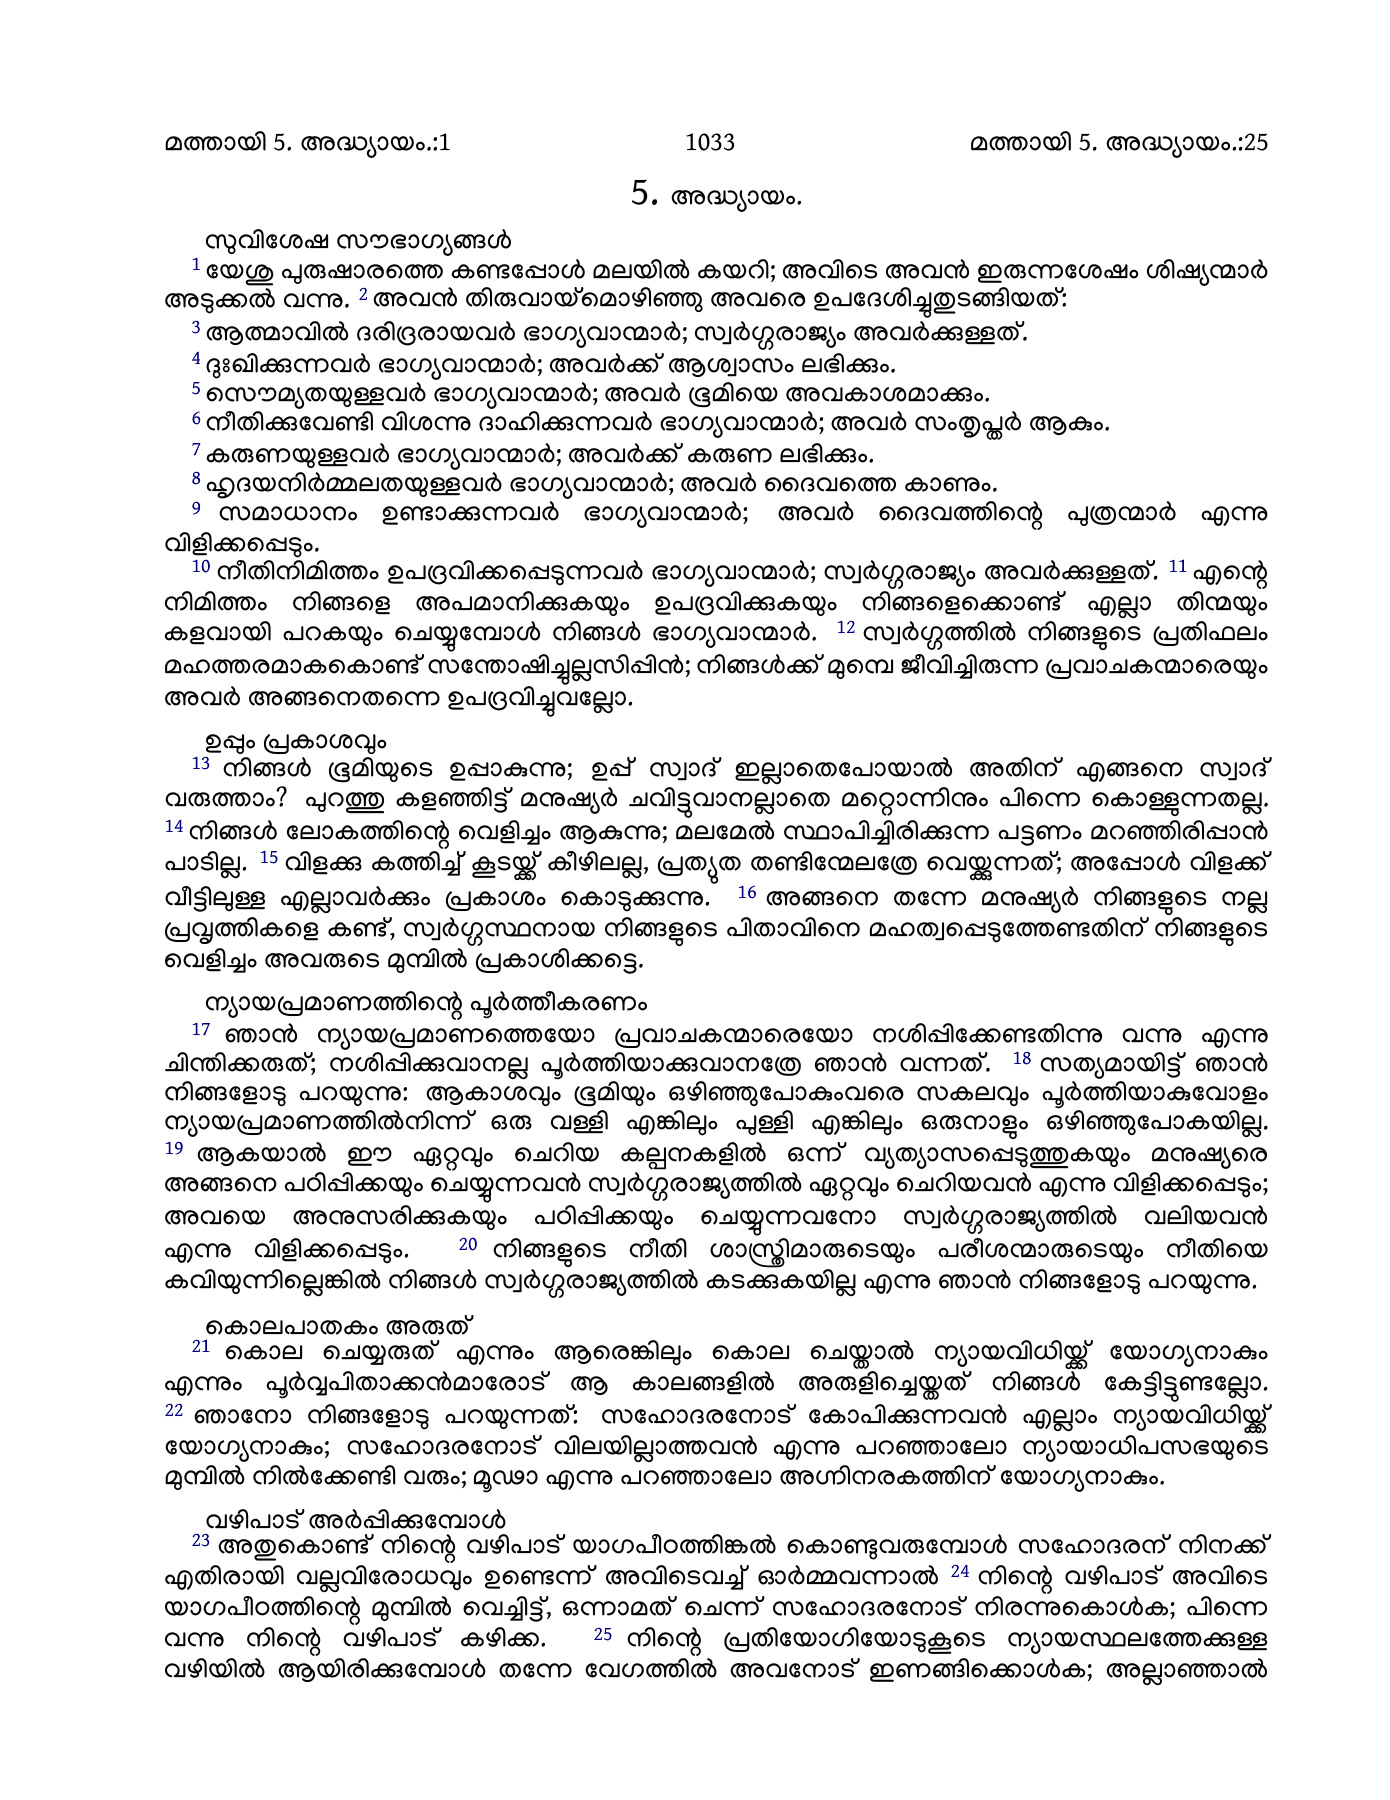 മത്തായി 5. അദ്ധ്യായം.:1 1033 മത്തായി 5. അദ്ധ്യായം.:25
5. അദ്ധ്യായം.
സുവിശേഷ സൗഭാഗ്യങ്ങൾ
1 യേശു പുരുഷാരത്തെ കണ്ടപ്പോൾ മലയിൽ കയറി; അവിടെ അവൻ ഇരുന്നശേഷം ശിഷ്യന്മാർ
അടുക്കൽ വന്നു. 2 അവൻ തിരുവായ്മൊഴിഞ്ഞു അവരെ ഉപദേശിച്ചുതുടങ്ങിയത്:
3 ആത്മാവിൽ ദരിദ്രരായവർ ഭാഗ്യവാന്മാർ; സ്വർഗ്ഗരാജ്യം അവർക്കുള്ളത്.
4 ദുഃഖിക്കുന്നവർ ഭാഗ്യവാന്മാർ; അവർക്ക് ആശ്വാസം ലഭിക്കും.
5 സൌമ്യതയുള്ളവർ ഭാഗ്യവാന്മാർ; അവർ ഭൂമിയെ അവകാശമാക്കും.
6 നീതിക്കുവേണ്ടി വിശന്നു ദാഹിക്കുന്നവർ ഭാഗ്യവാന്മാർ; അവർ സംതൃപ്തർ ആകും.
7 കരുണയുള്ളവർ ഭാഗ്യവാന്മാർ; അവർക്ക് കരുണ ലഭിക്കും.
8 ഹൃദയനിർമ്മലതയുള്ളവർ ഭാഗ്യവാന്മാർ; അവർ ദൈവത്തെ കാണും.
9 സമാധാനം ഉണ്ടാക്കുന്നവർ ഭാഗ്യവാന്മാർ; അവർ ദൈവത്തിന്റെ പുത്രന്മാർ എന്നു
വിളിക്കപ്പെടും.
10 നീതിനിമിത്തം ഉപദ്രവിക്കപ്പെടുന്നവർ ഭാഗ്യവാന്മാർ; സ്വർഗ്ഗരാജ്യം അവർക്കുള്ളത്. 11 എന്റെ
നിമിത്തം നിങ്ങളെ അപമാനിക്കുകയും ഉപദ്രവിക്കുകയും നിങ്ങളെക്കൊണ്ട് എല്ലാ തിന്മയും
കളവായി പറകയും ചെയ്യുമ്പോൾ നിങ്ങൾ ഭാഗ്യവാന്മാർ. 12 സ്വർഗ്ഗത്തിൽ നിങ്ങളുടെ പ്രതിഫലം
മഹത്തരമാകകൊണ്ട് സന്തോഷിച്ചുല്ലസിപ്പിൻ; നിങ്ങൾക്ക് മുമ്പെ ജീവിച്ചിരുന്ന പ്രവാചകന്മാരെയും
അവർ അങ്ങനെതന്നെ ഉപദ്രവിച്ചുവല്ലോ.
ഉപ്പും പ്രകാശവും
13 നിങ്ങൾ ഭൂമിയുടെ ഉപ്പാകുന്നു; ഉപ്പ് സ്വാദ് ഇല്ലാതെപോയാൽ അതിന് എങ്ങനെ സ്വാദ്
വരുത്താം? പുറത്തു കളഞ്ഞിട്ട് മനുഷ്യർ ചവിട്ടുവാനല്ലാതെ മറ്റൊന്നിനും പിന്നെ കൊള്ളുന്നതല്ല.
14 നിങ്ങൾ ലോകത്തിന്റെ വെളിച്ചം ആകുന്നു; മലമേൽ സ്ഥാപിച്ചിരിക്കുന്ന പട്ടണം മറഞ്ഞിരിപ്പാൻ
പാടില്ല. 15 വിളക്കു കത്തിച്ച് കൂടയ്ക്ക് കീഴിലല്ല, പ്രത്യുത തണ്ടിന്മേലത്രേ വെയ്ക്കുന്നത്; അപ്പോൾ വിളക്ക്
വീട്ടിലുള്ള എല്ലാവർക്കും പ്രകാശം കൊടുക്കുന്നു. 16 അങ്ങനെ തന്നേ മനുഷ്യർ നിങ്ങളുടെ നല്ല
പ്രവൃത്തികളെ കണ്ട്, സ്വർഗ്ഗസ്ഥനായ നിങ്ങളുടെ പിതാവിനെ മഹത്വപ്പെടുത്തേണ്ടതിന് നിങ്ങളുടെ
വെളിച്ചം അവരുടെ മുമ്പിൽ പ്രകാശിക്കട്ടെ.
ന്യായപ്രമാണത്തിന്റെ പൂർത്തീകരണം
17 ഞാൻ ന്യായപ്രമാണത്തെയോ പ്രവാചകന്മാരെയോ നശിപ്പിക്കേണ്ടതിന്നു വന്നു എന്നു
ചിന്തിക്കരുത്; നശിപ്പിക്കുവാനല്ല പൂർത്തിയാക്കുവാനത്രേ ഞാൻ വന്നത്. 18 സത്യമായിട്ട് ഞാൻ
നിങ്ങളോടു പറയുന്നു: ആകാശവും ഭൂമിയും ഒഴിഞ്ഞുപോകുംവരെ സകലവും പൂർത്തിയാകുവോളം
ന്യായപ്രമാണത്തിൽനിന്ന് ഒരു വള്ളി എങ്കിലും പുള്ളി എങ്കിലും ഒരുനാളും ഒഴിഞ്ഞുപോകയില്ല.
19 ആകയാൽ ഈ ഏറ്റവും ചെറിയ കല്പനകളിൽ ഒന്ന് വ്യത്യാസപ്പെടുത്തുകയും മനുഷ്യരെ
അങ്ങനെ പഠിപ്പിക്കയും ചെയ്യുന്നവൻ സ്വർഗ്ഗരാജ്യത്തിൽ ഏറ്റവും ചെറിയവൻ എന്നു വിളിക്കപ്പെടും;
അവയെ അനുസരിക്കുകയും പഠിപ്പിക്കയും ചെയ്യുന്നവനോ സ്വർഗ്ഗരാജ്യത്തിൽ വലിയവൻ
എന്നു വിളിക്കപ്പെടും. 20 നിങ്ങളുടെ നീതി ശാസ്ത്രിമാരുടെയും പരീശന്മാരുടെയും നീതിയെ
കവിയുന്നില്ലെങ്കിൽ നിങ്ങൾ സ്വർഗ്ഗരാജ്യത്തിൽ കടക്കുകയില്ല എന്നു ഞാൻ നിങ്ങളോടു പറയുന്നു.
കൊലപാതകം അരുത്
21 കൊല ചെയ്യരുത് എന്നും ആരെങ്കിലും കൊല ചെയ്താൽ ന്യായവിധിയ്ക്ക് യോഗ്യനാകും
എന്നും പൂർവ്വപിതാക്കൻമാരോട് ആ കാലങ്ങളിൽ അരുളിച്ചെയ്തത് നിങ്ങൾ കേട്ടിട്ടുണ്ടല്ലോ.
22 ഞാനോ നിങ്ങളോടു പറയുന്നത്: സഹോദരനോട് കോപിക്കുന്നവൻ എല്ലാം ന്യായവിധിയ്ക്ക്
യോഗ്യനാകും; സഹോദരനോട് വിലയില്ലാത്തവൻ എന്നു പറഞ്ഞാലോ ന്യായാധിപസഭയുടെ
മുമ്പിൽ നിൽക്കേണ്ടി വരും; മൂഢാ എന്നു പറഞ്ഞാലോ അഗ്നിനരകത്തിന് യോഗ്യനാകും.
വഴിപാട് അർപ്പിക്കുമ്പോൾ
23 അതുകൊണ്ട് നിന്റെ വഴിപാട് യാഗപീഠത്തിങ്കൽ കൊണ്ടുവരുമ്പോൾ സഹോദരന് നിനക്ക്
എതിരായി വല്ലവിരോധവും ഉണ്ടെന്ന് അവിടെവച്ച് ഓർമ്മവന്നാൽ 24 നിന്റെ വഴിപാട് അവിടെ
യാഗപീഠത്തിന്റെ മുമ്പിൽ വെച്ചിട്ട്, ഒന്നാമത് ചെന്ന് സഹോദരനോട് നിരന്നുകൊൾക; പിന്നെ
വന്നു നിന്റെ വഴിപാട് കഴിക്ക. 25 നിന്റെ പ്രതിയോഗിയോടുകൂടെ ന്യായസ്ഥലത്തേക്കുള്ള
വഴിയിൽ ആയിരിക്കുമ്പോൾ തന്നേ വേഗത്തിൽ അവനോട് ഇണങ്ങിക്കൊൾക; അല്ലാഞ്ഞാൽ